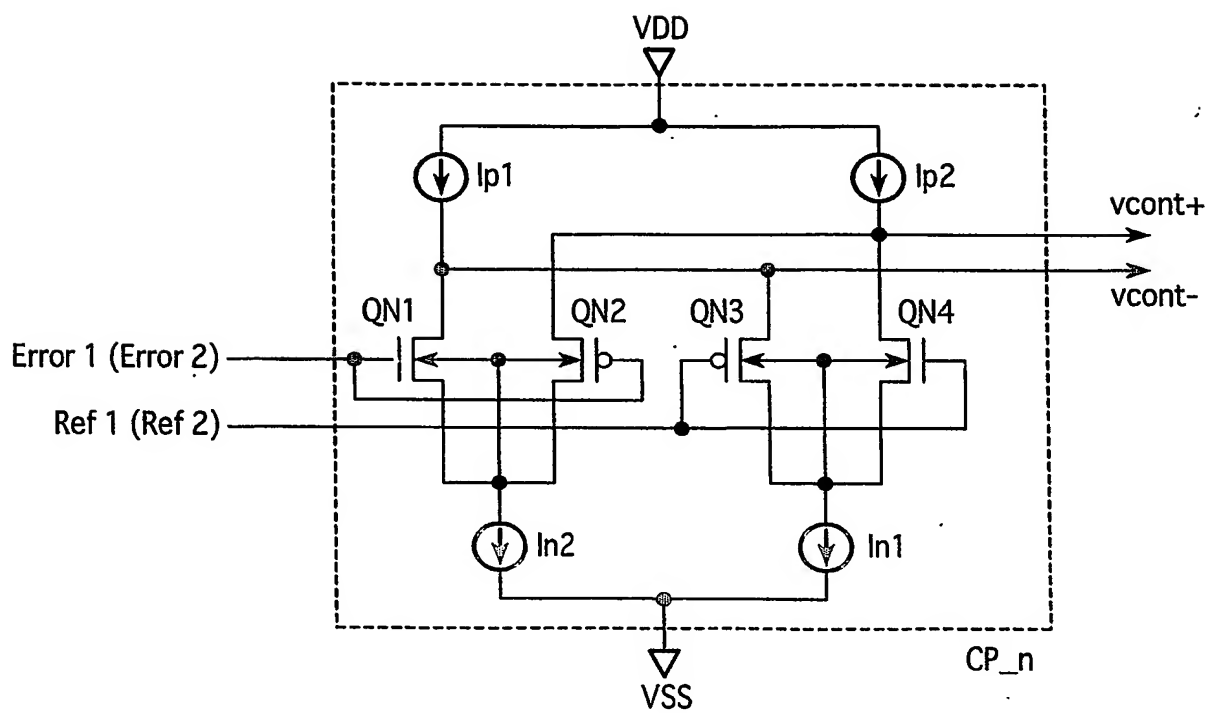 VDD
Ip1
Ip2
vcont+
vcont-
QN1
QN2
QN3
QN4
Error 1 (Error 2)
Ref 1 (Ref 2)
In2
In1
CP_n
VSS